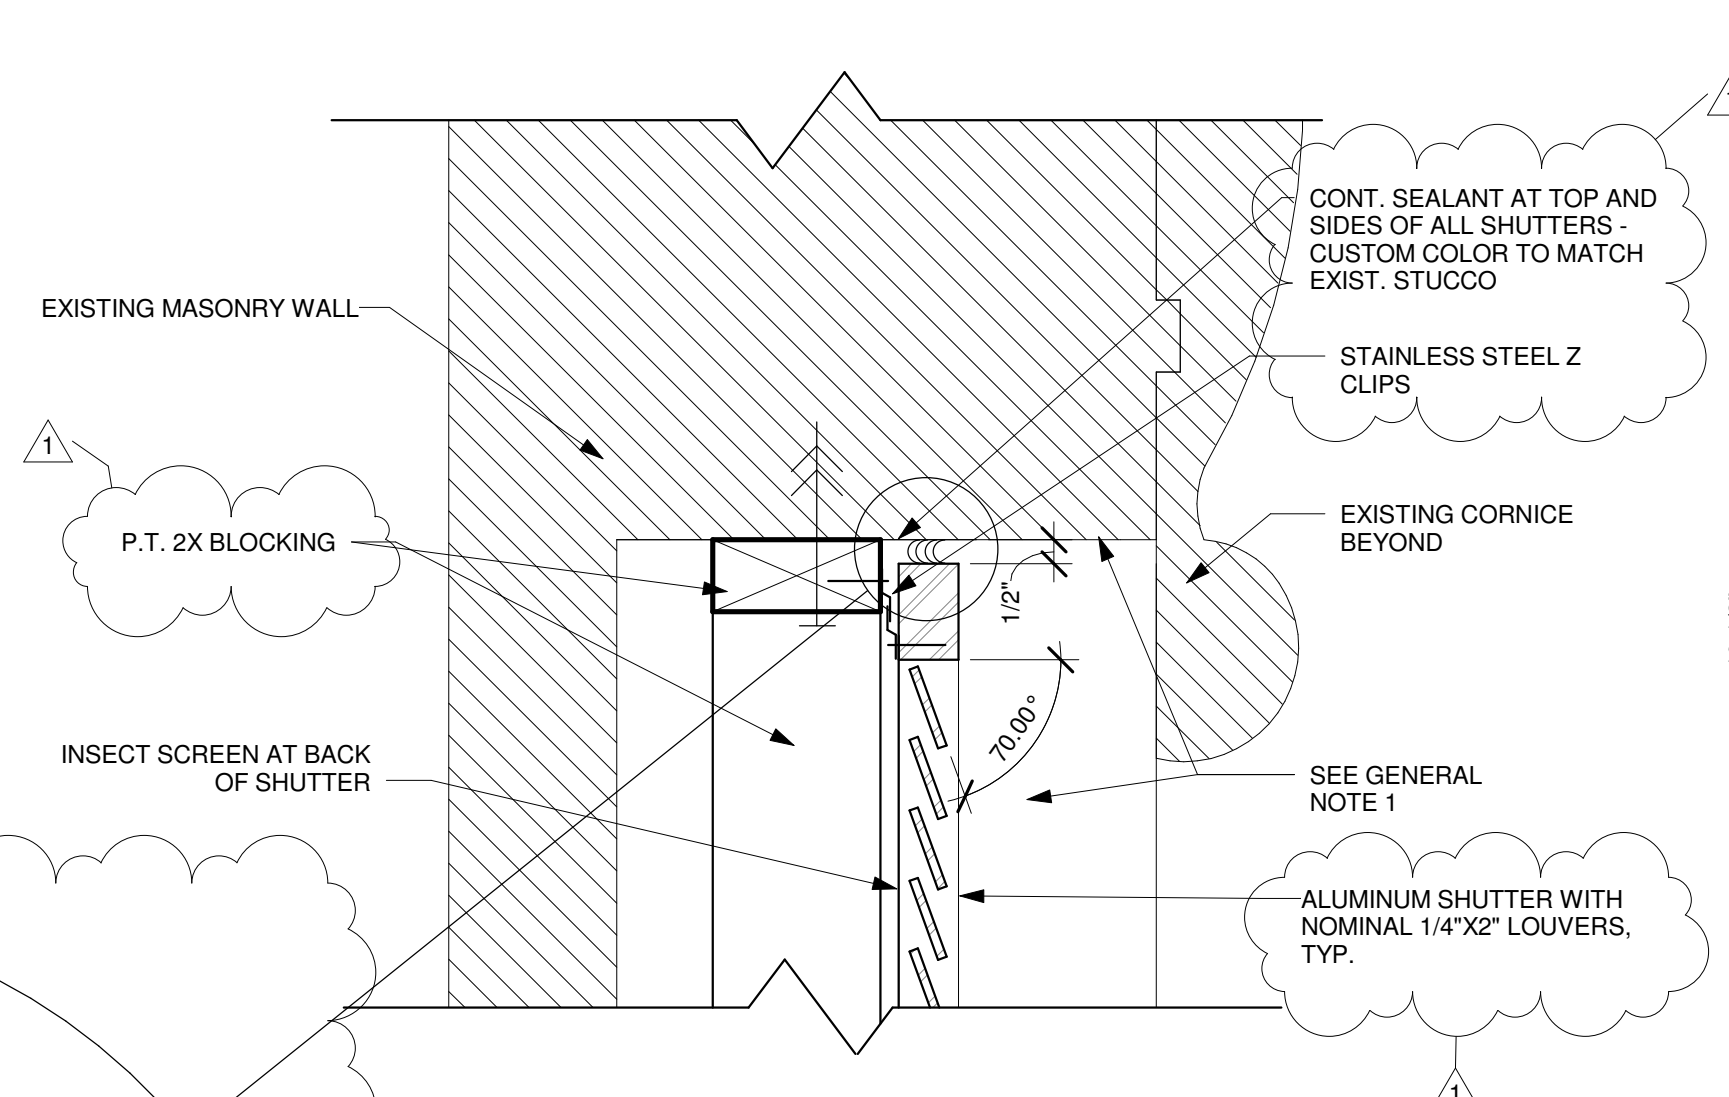 CONT. SEALANT AT TOP AND
SIDES OF ALL SHUTTERS -
CUSTOM COLOR TO MATCH
EXIST. STUCCO
EXISTING MASONRY WALL
STAINLESS STEEL Z
CLIPS
1
P.T. 2X BLOCKING
EXISTING CORNICE
BEYOND
1/2"
70.00°
INSECT SCREEN AT BACK
OF SHUTTER
SEE GENERAL
NOTE 1
ALUMINUM SHUTTER WITH
NOMINAL 1/4"X2" LOUVERS,
TYP.
1